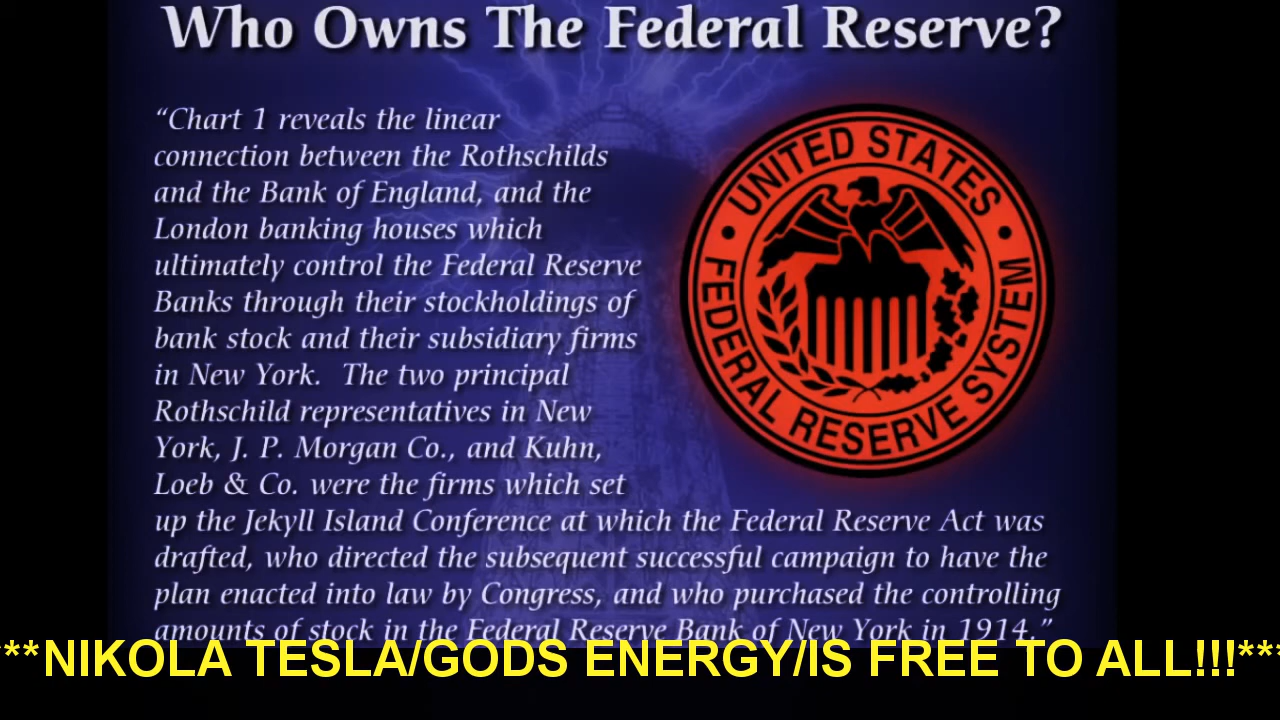 Who Owns The Federal Reserve?
“Chart 1 reveals the linear
connection between the Rothschilds
and the Bank of England, and the
London banking houses which
ultimately control the Federal Reserve
Banks through their stockholdings of
bank stock and their subsidiary firms
in New York.  The two principal
Rothschild representatives in New
York, J. P. Morgan Co., and Kuhn,
Loeb & Co. were the firms which set
up the Jekyll Island Conference at which the Federal Reserve Act was
drafted, who directed the subsequent successful campaign to have the
plan enacted into law by Congress, and who purchased the controlling
amounts of stock in the Federal Reserve Bank of New York in 1914.”
UNITED STATES
FEDERAL RESERVE SYSTEM
**NIKOLA TESLA/GODS ENERGY/IS FREE TO ALL!!!***